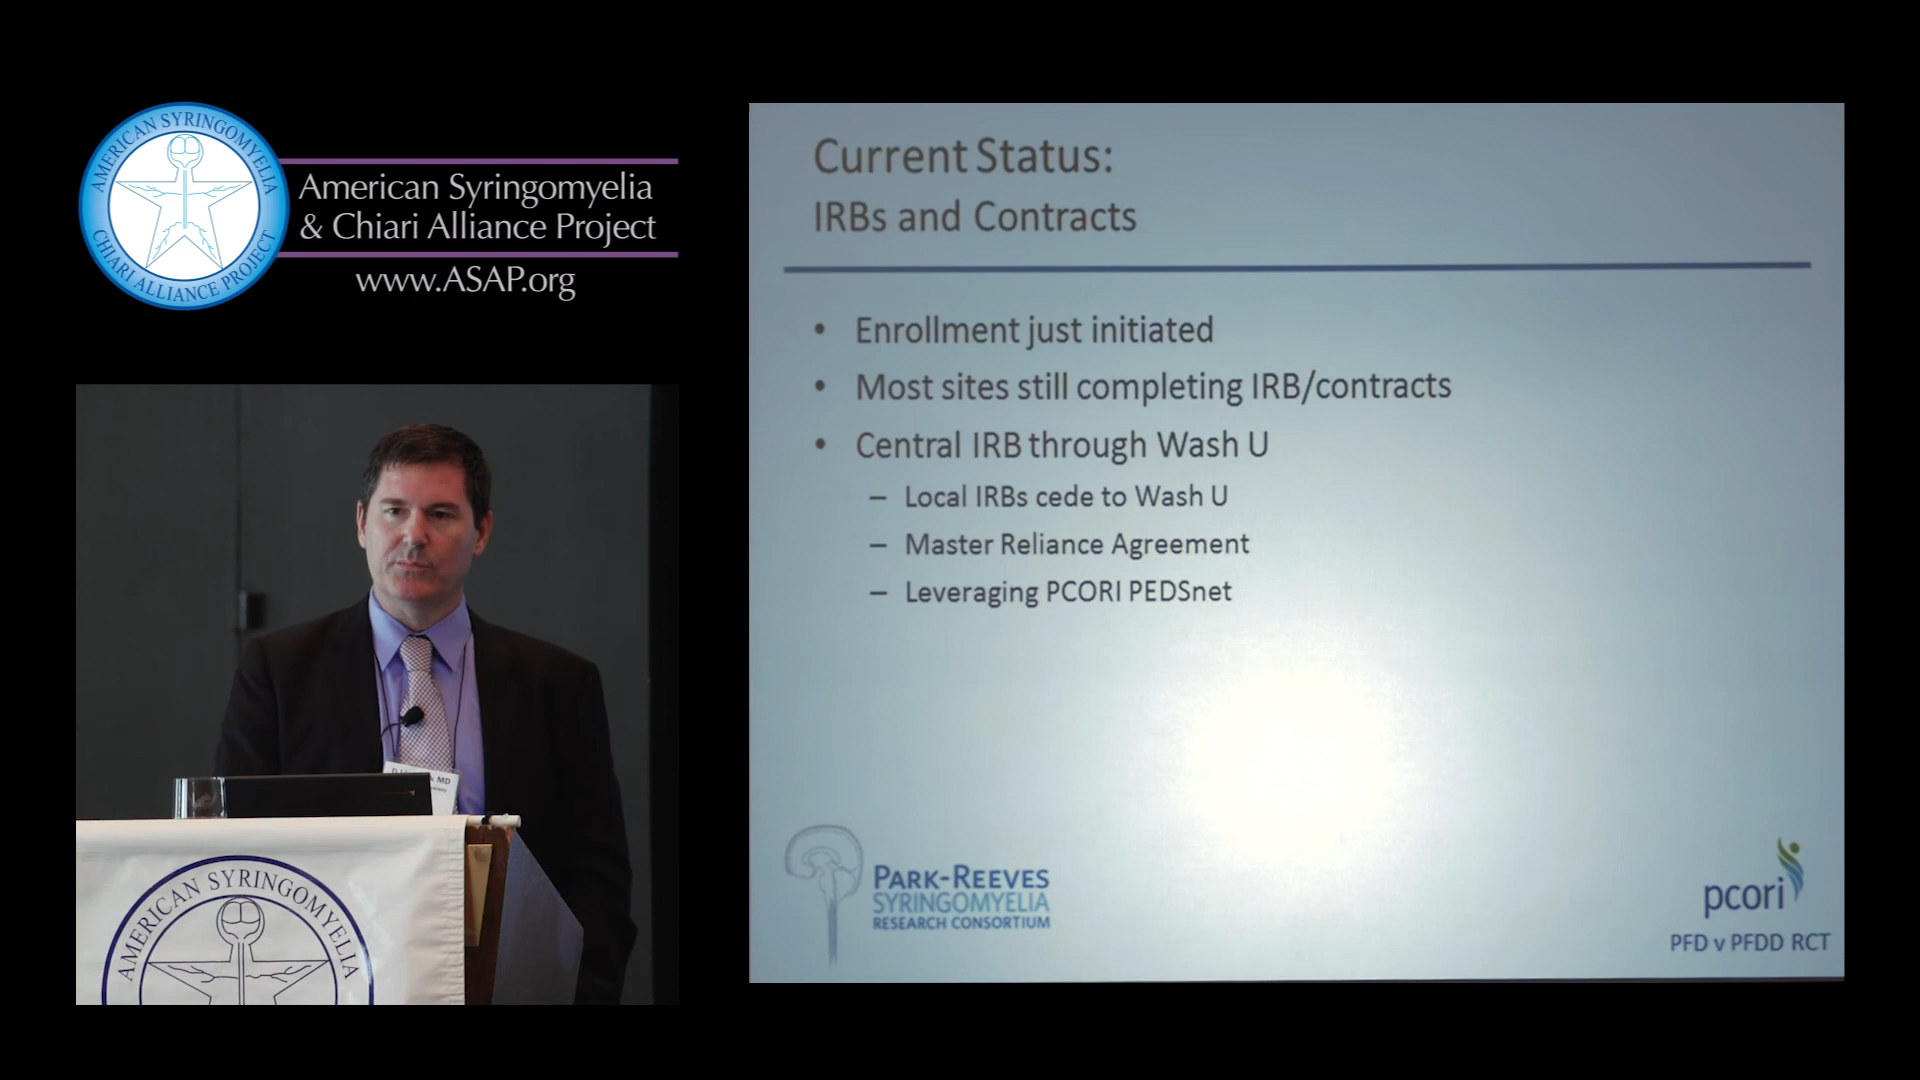 AMERICAN SYRINGOMYELIA
CHIARI ALLIANCE PROJECT
American Syringomyelia
& Chiari Alliance Project
www.ASAP.org
Current Status:
IRBs and Contracts
• Enrollment just initiated
• Most sites still completing IRB/contracts
• Central IRB through Wash U
– Local IRBs cede to Wash U
– Master Reliance Agreement
– Leveraging PCORI PEDSnet
PARK-REEVES
SYRINGOMYELIA
RESEARCH CONSORTIUM
pcori
PFD v PFDD RCT
MD
AMERICAN SYRINGOMYELIA